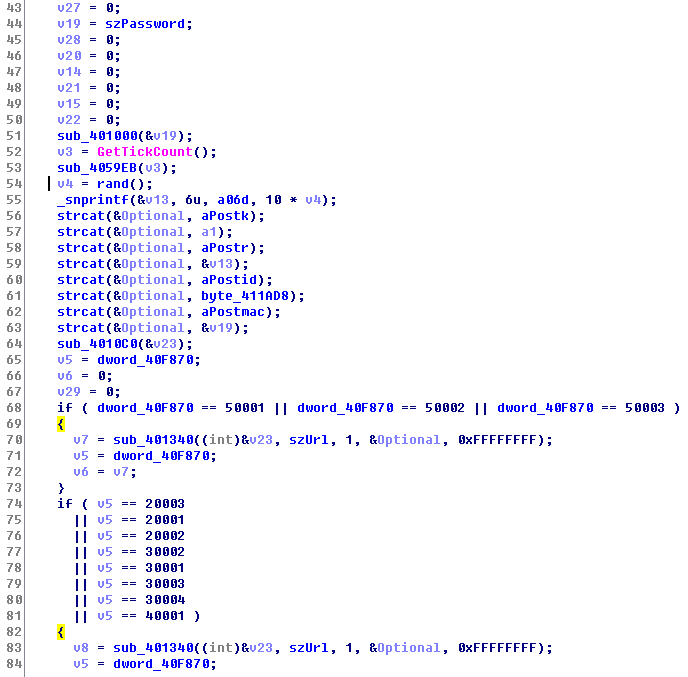 43 v27 = 0;
44 v19 = szPassword;
45 v28 = 0;
46 v20 = 0;
47 v14 = 0;
48 v21 = 0;
49 v15 = 0;
50 v22 = 0;
51 sub_401000(&v19);
52 v3 = GetTickCount();
53 sub_4059EB(v3);
54 v4 = rand();
55 _snprintf(&v13, 6u, a06d, 10 * v4);
56 strcat(&Optional, aPostk);
57 strcat(&Optional, a1);
58 strcat(&Optional, aPostr);
59 strcat(&Optional, &v13);
60 strcat(&Optional, aPostid);
61 strcat(&Optional, byte_411AD8);
62 strcat(&Optional, aPostmac);
63 strcat(&Optional, &v19);
64 sub_4010C0(&v23);
65 v5 = dword_40F870;
66 v6 = 0;
67 v29 = 0;
68 if ( dword_40F870 == 50001 || dword_40F870 == 50002 || dword_40F870 == 50003 )
69 {
70 v7 = sub_401340((int)&v23, szUrl, 1, &Optional, 0xFFFFFFFF);
71 v5 = dword_40F870;
72 v6 = v7;
73 }
74 if ( v5 == 20003
75 || v5 == 20001
76 || v5 == 20002
77 || v5 == 30002
78 || v5 == 30001
79 || v5 == 30003
80 || v5 == 30004
81 || v5 == 40001 )
82 {
83 v8 = sub_401340((int)&v23, szUrl, 1, &Optional, 0xFFFFFFFF);
84 v5 = dword_40F870;